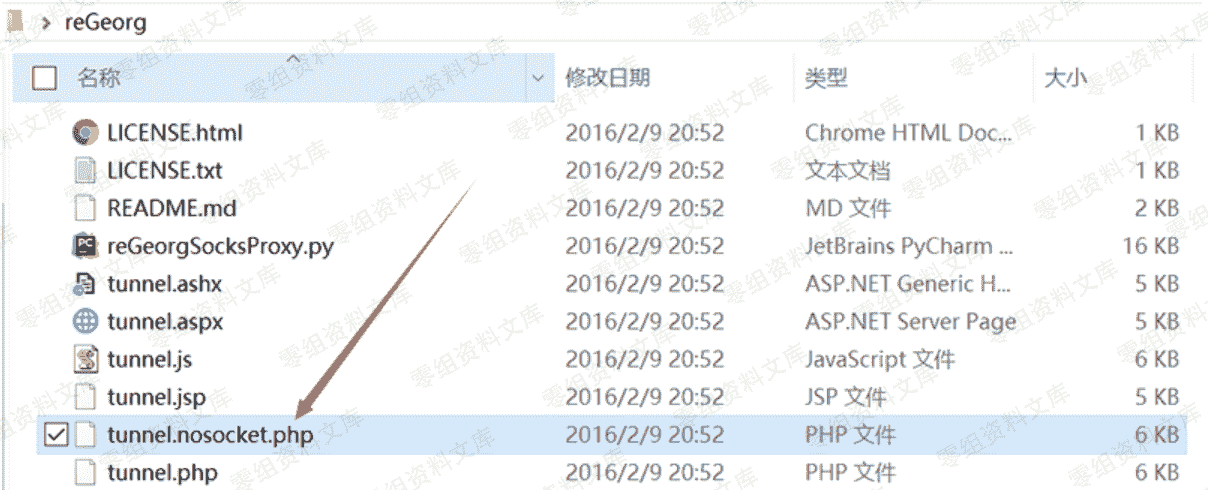 reGeorg
名称 修改日期 类型 大小
LICENSE.html 2016/2/9 20:52 Chrome HTML Doc... 1 KB
LICENSE.txt 2016/2/9 20:52 文本文档 1 KB
README.md 2016/2/9 20:52 MD 文件 2 KB
reGeorgSocksProxy.py 2016/2/9 20:52 JetBrains PyCharm ... 16 KB
tunnel.ashx 2016/2/9 20:52 ASP.NET Generic H... 5 KB
tunnel.aspx 2016/2/9 20:52 ASP.NET Server Page 5 KB
tunnel.js 2016/2/9 20:52 JavaScript 文件 6 KB
tunnel.jsp 2016/2/9 20:52 JSP 文件 5 KB
tunnel.nosocket.php 2016/2/9 20:52 PHP 文件 6 KB
tunnel.php 2016/2/9 20:52 PHP 文件 6 KB
零组资料文库